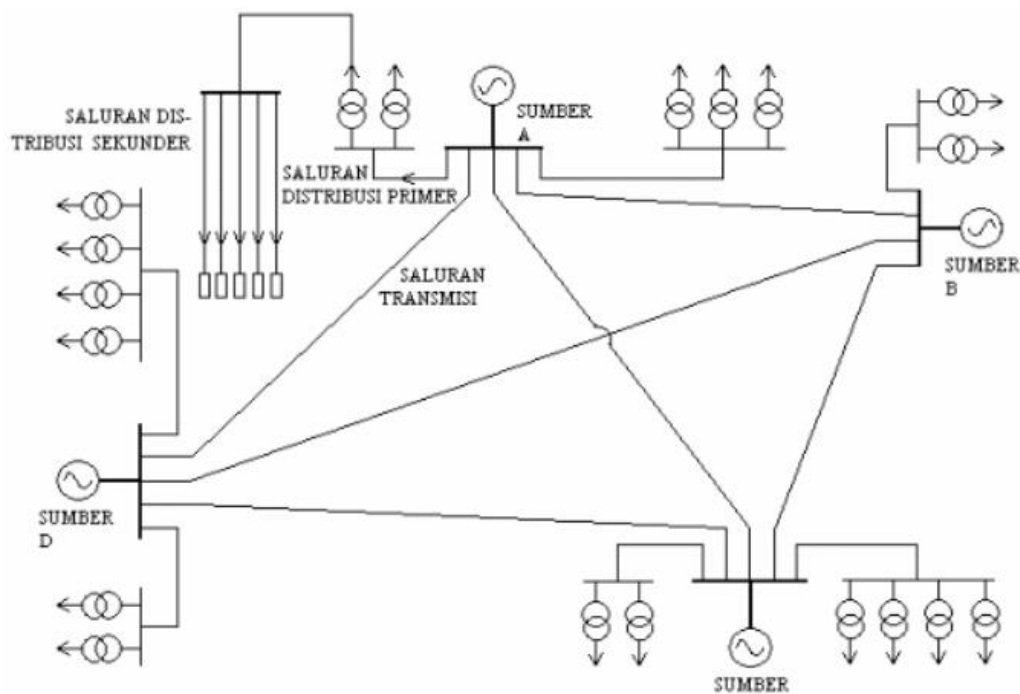 SALURAN DIS-
TRIBUSI SEKUNDER
SUMBER
A
SALURAN
DISTRIBUSI PRIMER
SUMBER
B
SALURAN
TRANSMISI
SUMBER
D
SUMBER